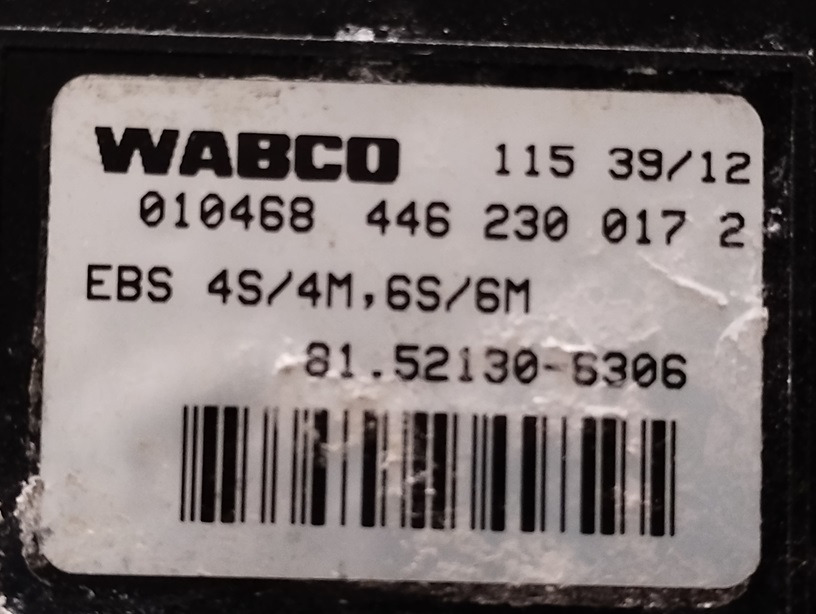 WABCO 115 39/12
010468 446 230 017 2
EBS 4S/4M,6S/6M
81.52130-6306